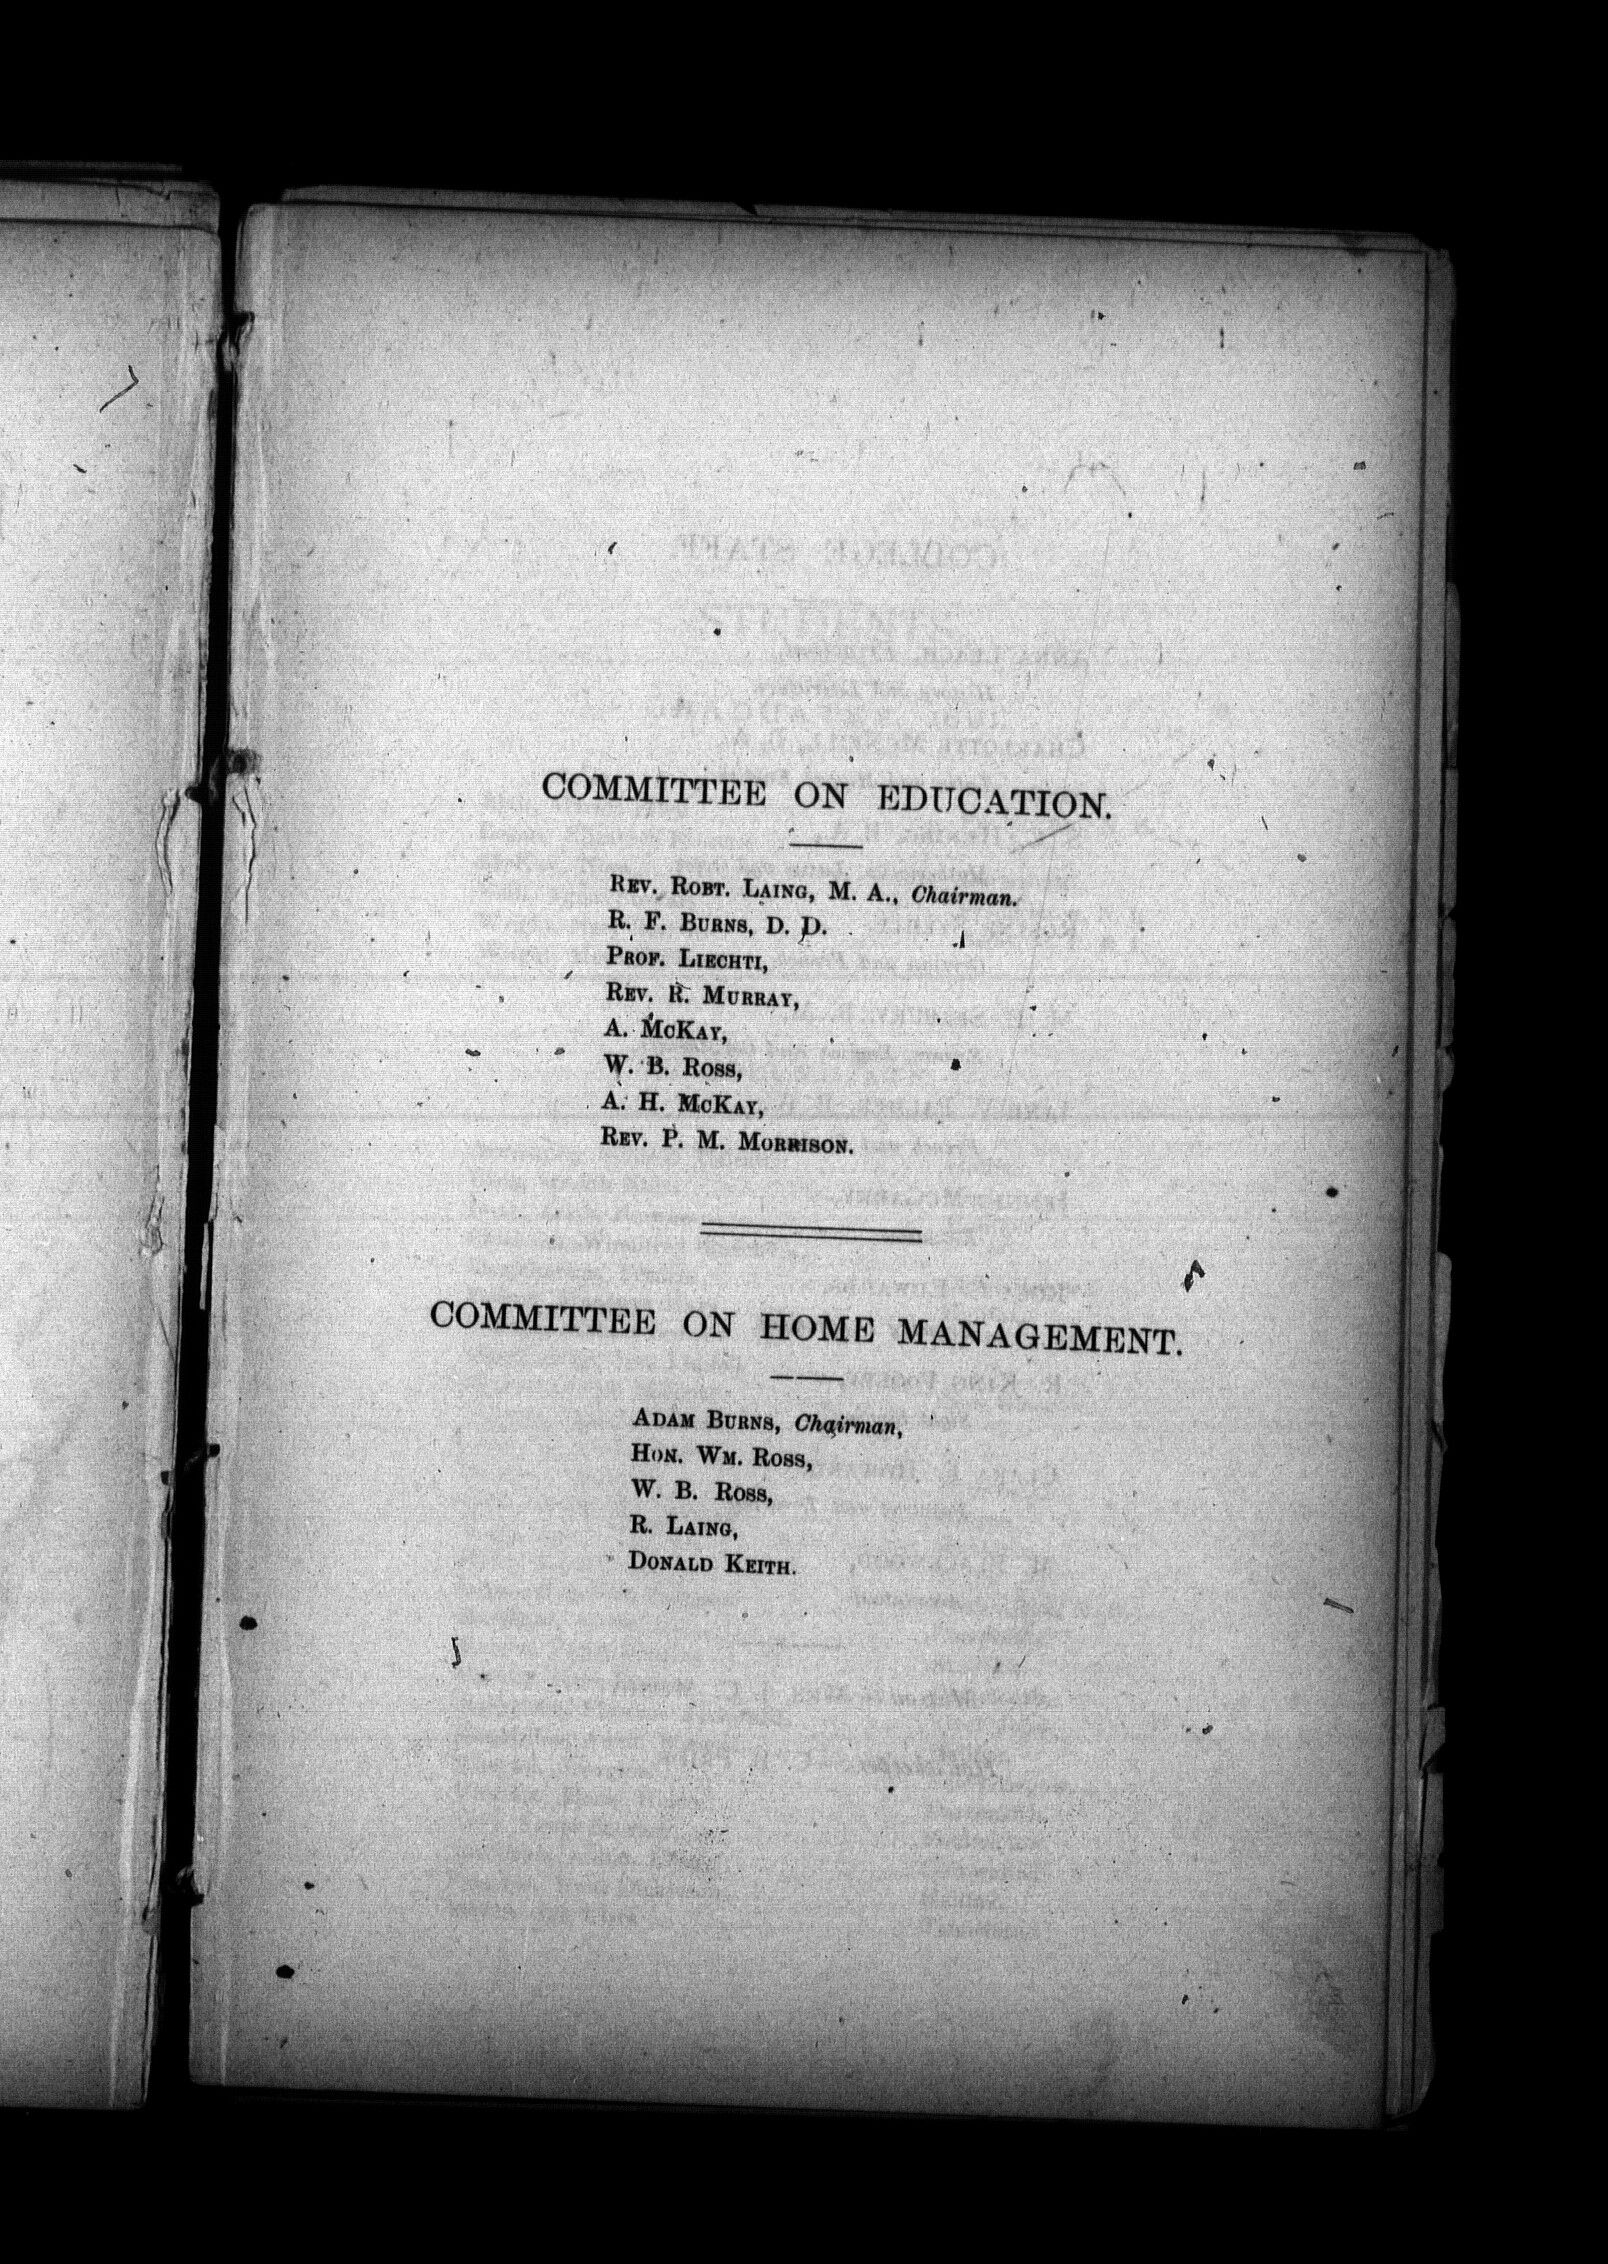 COMMITTEE ON EDUCATION.
REV. ROBT. LAING, M. A., Chairman.
R. F. BURNS, D. D.
PROF. LIECHTI,
REV. R. MURRAY,
A. MCKAY,
W. B. ROSS,
A. H. MCKAY,
REV. P. M. MORRISON.
COMMITTEE ON HOME MANAGEMENT.
ADAM BURNS, Chairman,
HON. WM. ROSS,
W. B. ROSS,
R. LAING,
DONALD KEITH.